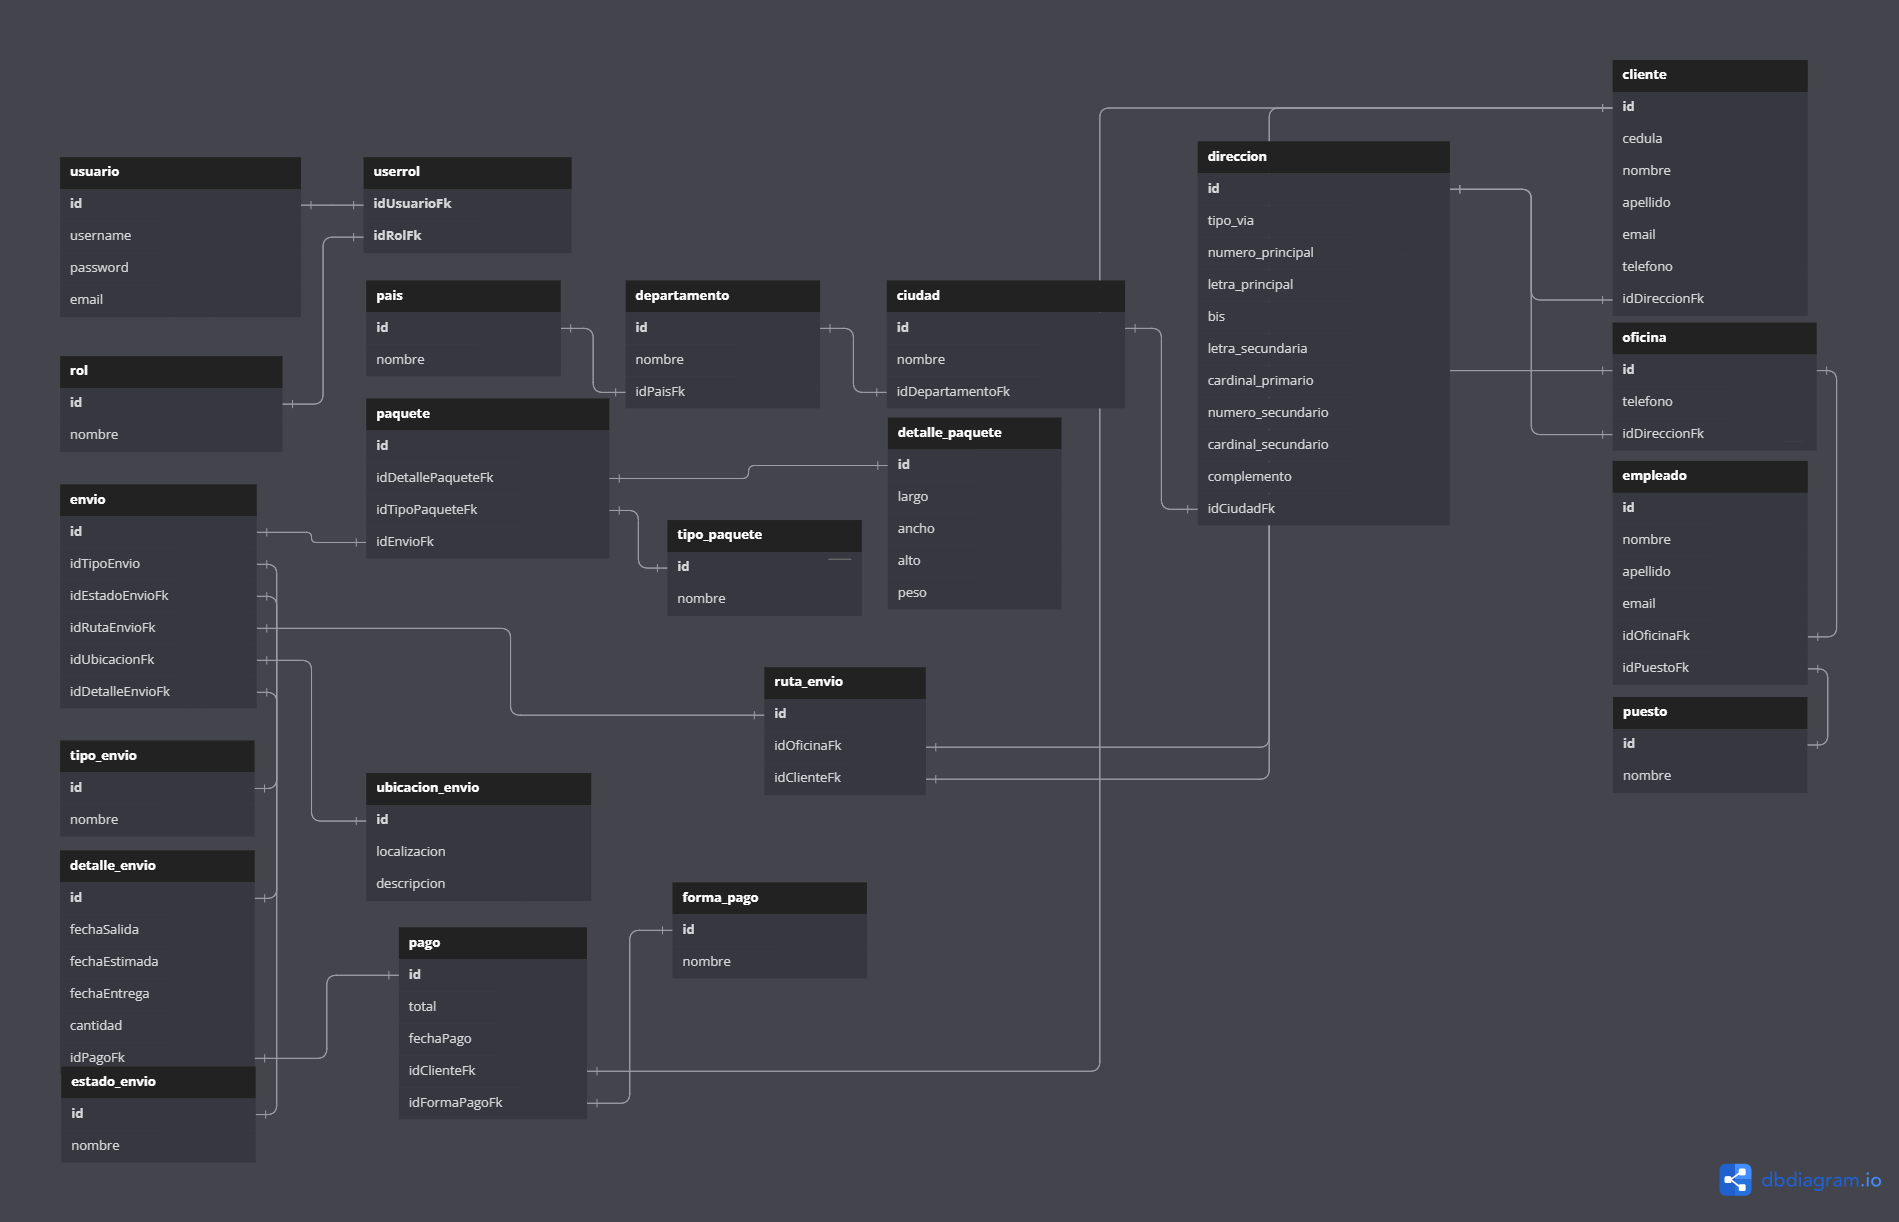 usuario
id
username
password
email
userrol
idUsuarioFk
idRolFk
rol
id
nombre
pais
id
nombre
departamento
id
nombre
idPaisFk
ciudad
id
nombre
idDepartamentoFk
direccion
id
tipo_via
numero_principal
letra_principal
bis
letra_secundaria
cardinal_primario
numero_secundario
cardinal_secundario
complemento
idCiudadFk
cliente
id
cedula
nombre
apellido
email
telefono
idDireccionFk
oficina
id
telefono
idDireccionFk
empleado
id
nombre
apellido
email
idOficinaFk
idPuestoFk
puesto
id
nombre
paquete
id
idDetallePaqueteFk
idTipoPaqueteFk
idEnvioFk
detalle_paquete
id
largo
ancho
alto
peso
tipo_paquete
id
nombre
envio
id
idTipoEnvio
idEstadoEnvioFk
idRutaEnvioFk
idUbicacionFk
idDetalleEnvioFk
ruta_envio
id
idOficinaFk
idClienteFk
tipo_envio
id
nombre
ubicacion_envio
id
localizacion
descripcion
detalle_envio
id
fechaSalida
fechaEstimada
fechaEntrega
cantidad
idPagoFk
estado_envio
id
nombre
pago
id
total
fechaPago
idClienteFk
idFormaPagoFk
forma_pago
id
nombre
dbdiagram.io